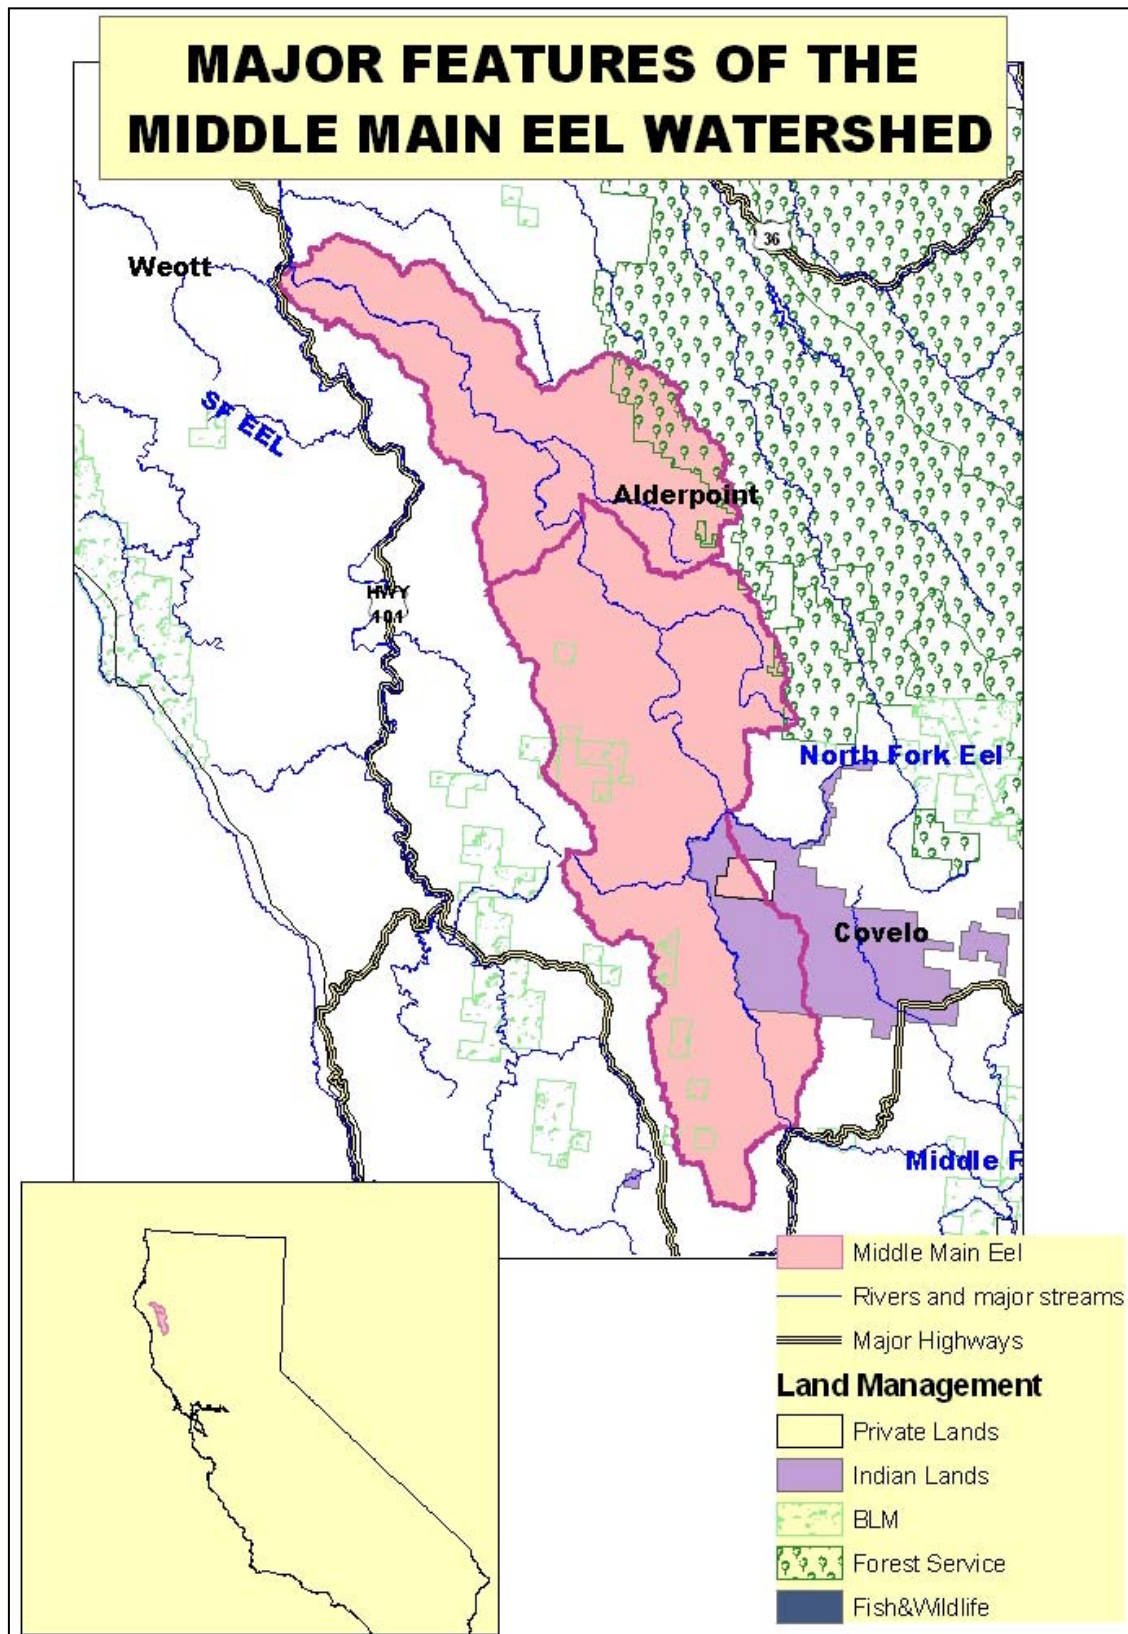 MAJOR FEATURES OF THE
MIDDLE MAIN EEL WATERSHED
36
Weott
SF EEL
Alderpoint
HWY
101
North Fork Eel
Covelo
Middle F
Middle Main Eel
Rivers and major streams
Major Highways
Land Management
Private Lands
Indian Lands
BLM
Forest Service
Fish&Wildlife